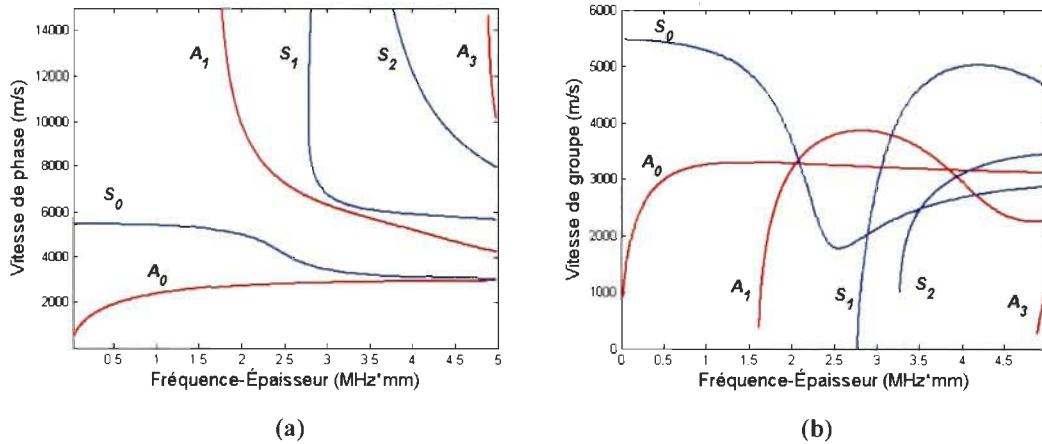 14000
12000
10000
8000
6000
4000
2000
Vitesse de phase (m/s)
A1
S1
S2
A3
S0
A0
0.5
1
1.5
2
2.5
3
3.5
4
4.5
5
Fréquence-Épaisseur (MHz*mm)
(a)
6000
5000
4000
3000
2000
1000
0
Vitesse de groupe (m/s)
S0
A0
A1
S1
S2
A3
0
0.5
1
1.5
2
2.5
3
3.5
4
4.5
Fréquence-Épaisseur (MHz*mm)
(b)